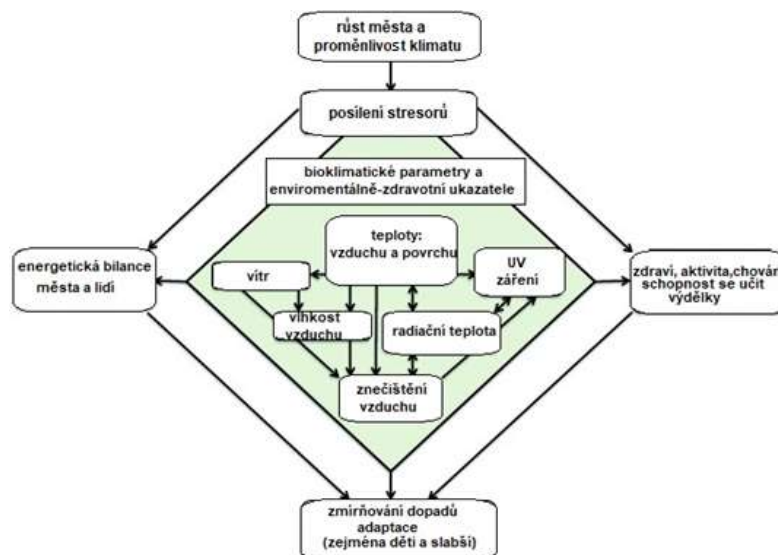 růst města a
proměnlivost klimatu
posílení stresorů
bioklimatické parametry a
enviromentálně-zdravotní ukazatele
teploty:
vzduchu a povrchu
energetická bilance
města a lidí
vítr
UV
záření
zdraví, aktivita,chován
schopnost se učit
výdělky
vlhkost
vzduchu
radiační teplota
znečištění
vzduchu
zmírňování dopadů
adaptace
(zejména děti a slabší)